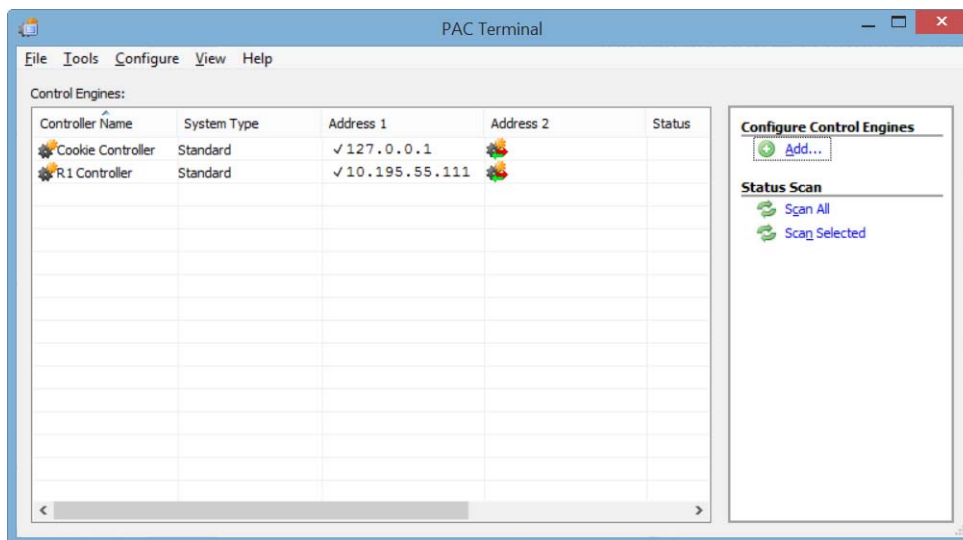 PAC Terminal
File Tools Configure View Help
Control Engines:
Controller Name System Type Address 1 Address 2 Status
Cookie Controller Standard √127.0.0.1
R1 Controller Standard √10.195.55.111
Configure Control Engines
Add...
Status Scan
Scan All
Scan Selected